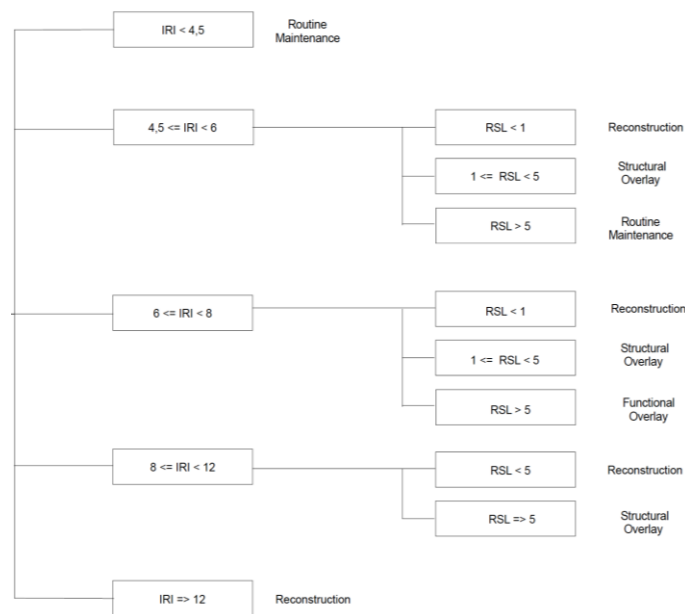 IRI < 4,5
Routine
Maintenance
4,5 <= IRI < 6
RSL < 1
Reconstruction
1 <= RSL < 5
Structural
Overlay
RSL > 5
Routine
Maintenance
6 <= IRI < 8
RSL < 1
Reconstruction
1 <= RSL < 5
Structural
Overlay
RSL > 5
Functional
Overlay
8 <= IRI < 12
RSL < 5
Reconstruction
RSL => 5
Structural
Overlay
IRI => 12
Reconstruction